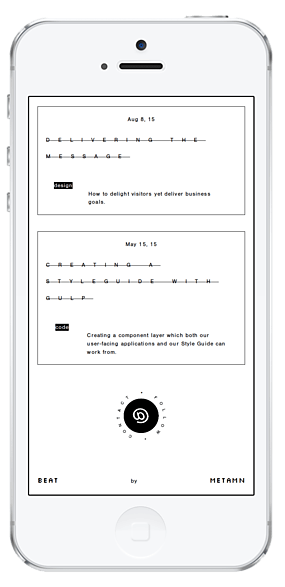 Aug 8, 15
DELIVERING THE
MESSAGE
design
How to delight visitors yet deliver business
goals.
May 15, 15
CREATING A
STYLEGUIDE WITH
GULP
code
Creating a component layer which both our
user-facing applications and our Style Guide can
work from.
CONTACT • FOLLOW •
BEAT by METAMN